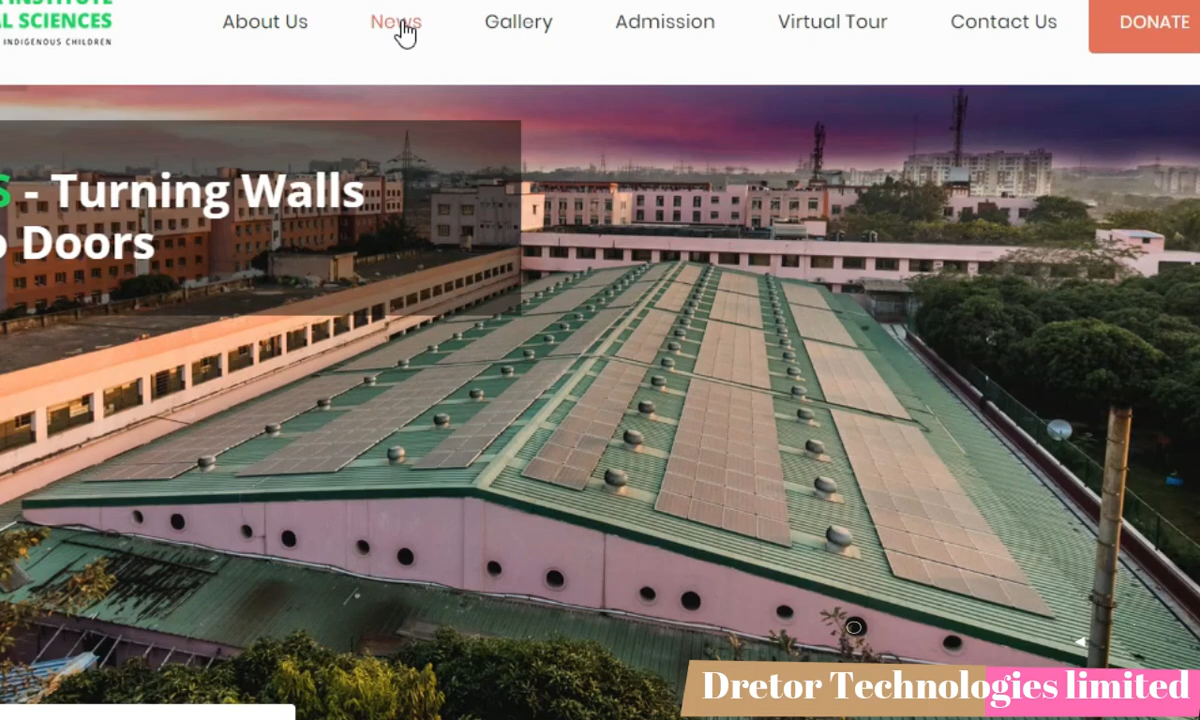 INSTITUTE
L SCIENCES
INDIGENOUS CHILDREN
About Us
News
Gallery
Admission
Virtual Tour
Contact Us
DONATE
S - Turning Walls
o Doors
Dretor Technologies limited